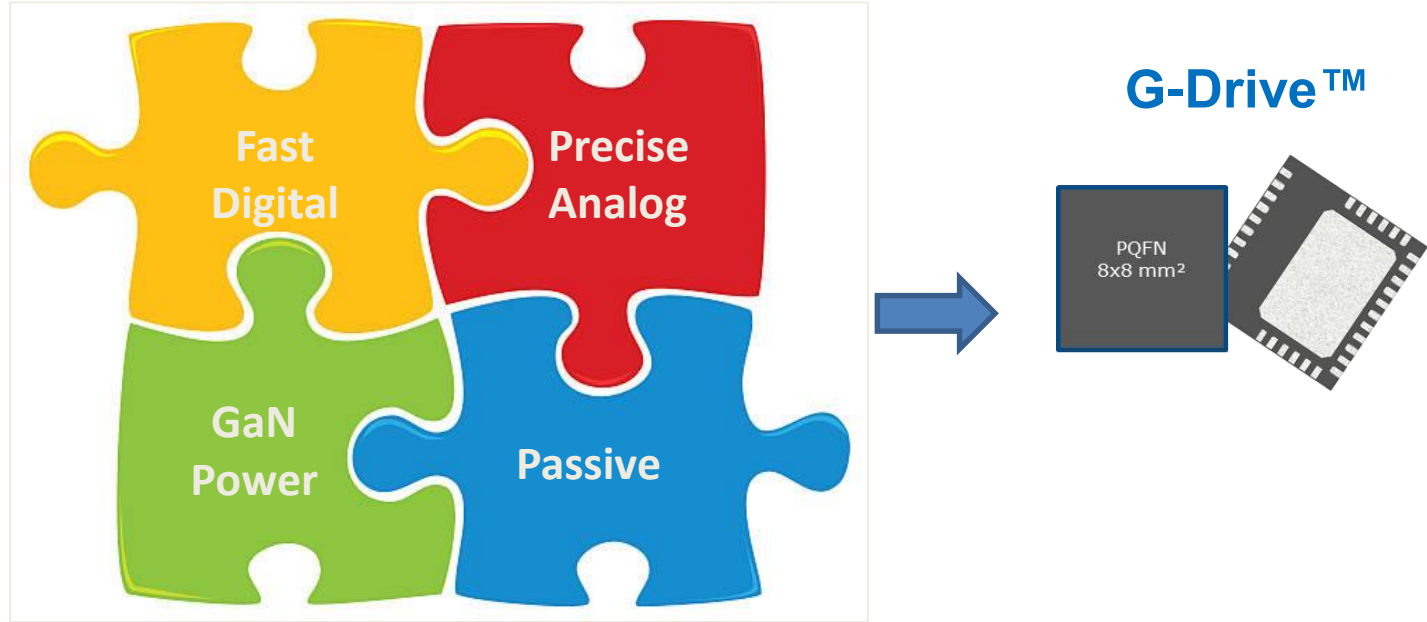 Fast
Digital
Precise
Analog
GaN
Power
Passive
G-Drive™
PQFN
8x8 mm²